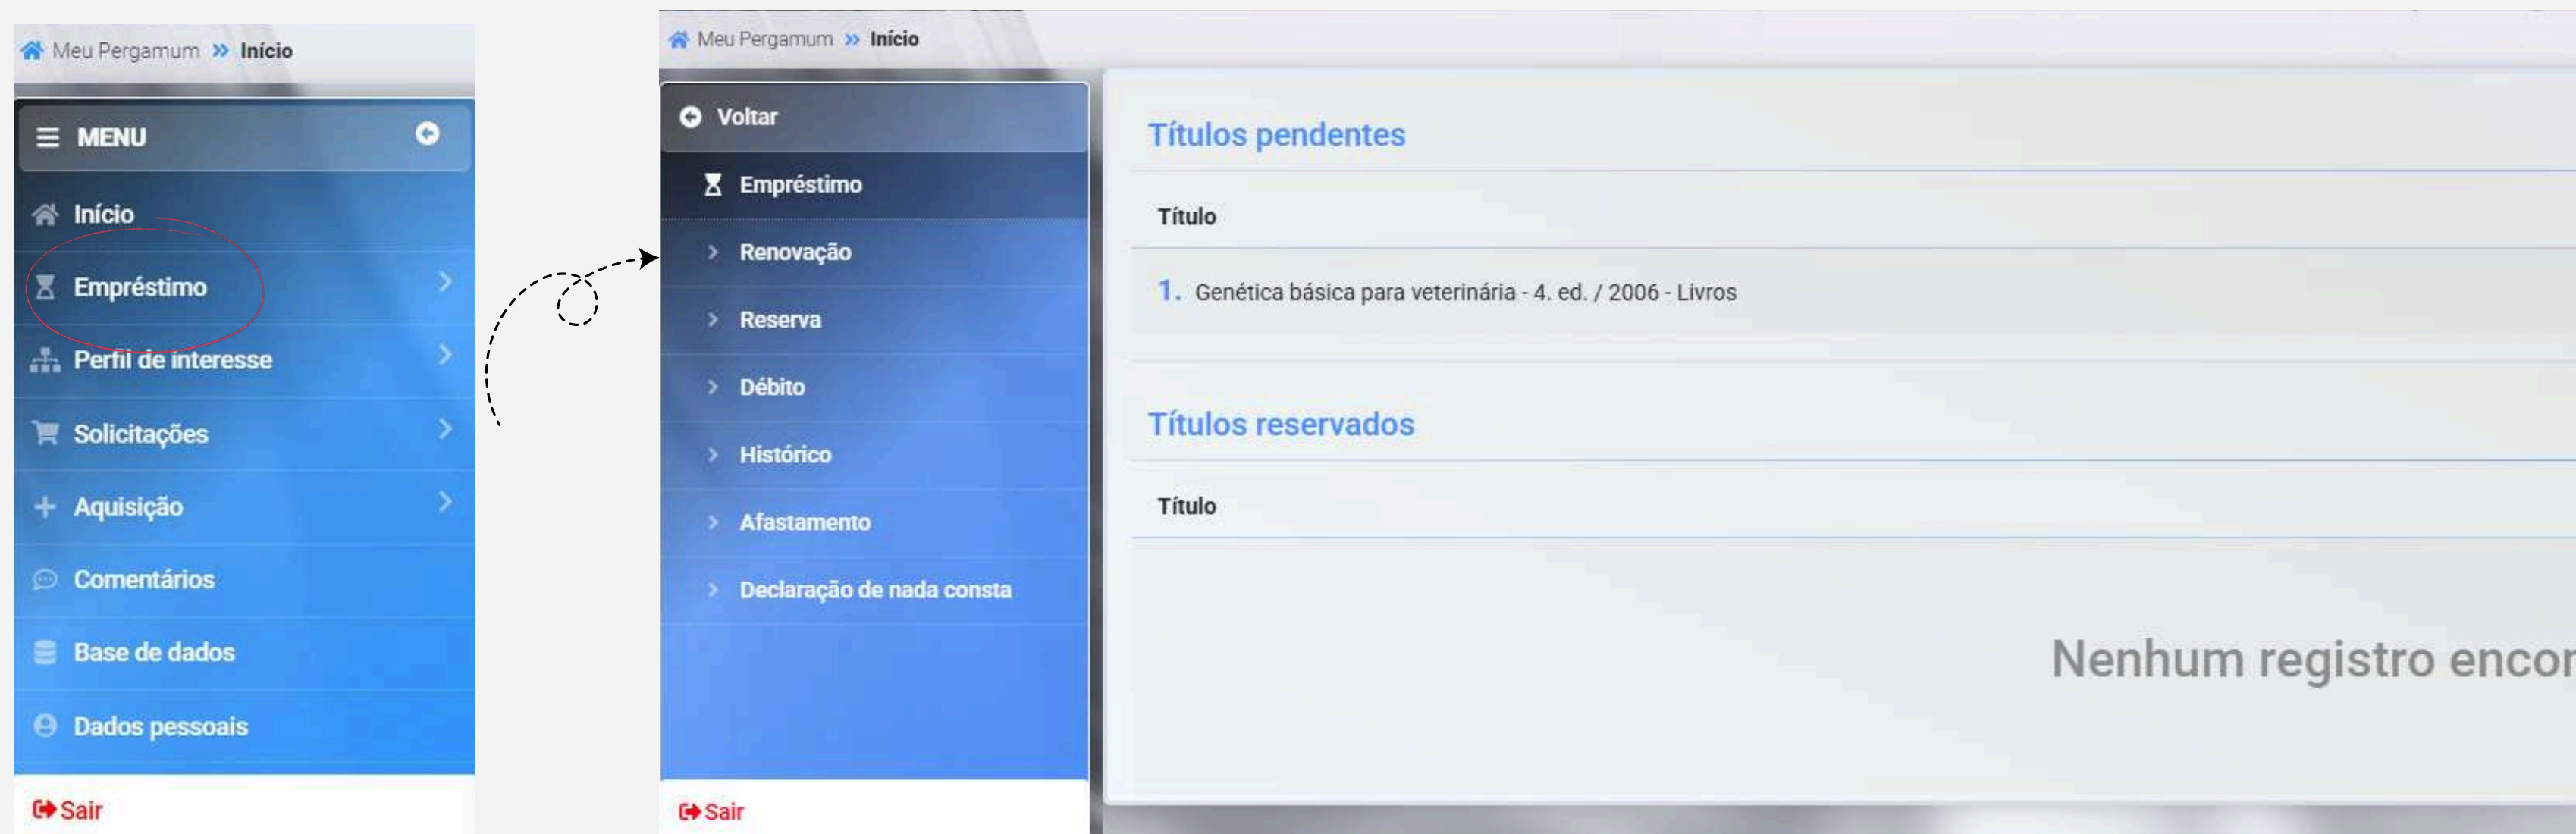 Meu Pergamum » Início
MENU
Início
Empréstimo
Perfil de interesse
Solicitações
Aquisição
Comentários
Base de dados
Dados pessoais
Sair
Meu Pergamum » Início
Voltar
Empréstimo
Renovação
Reserva
Débito
Histórico
Afastamento
Declaração de nada consta
Sair
Títulos pendentes
Título
1. Genética básica para veterinária - 4. ed. / 2006 - Livros
Títulos reservados
Título
Nenhum registro encor